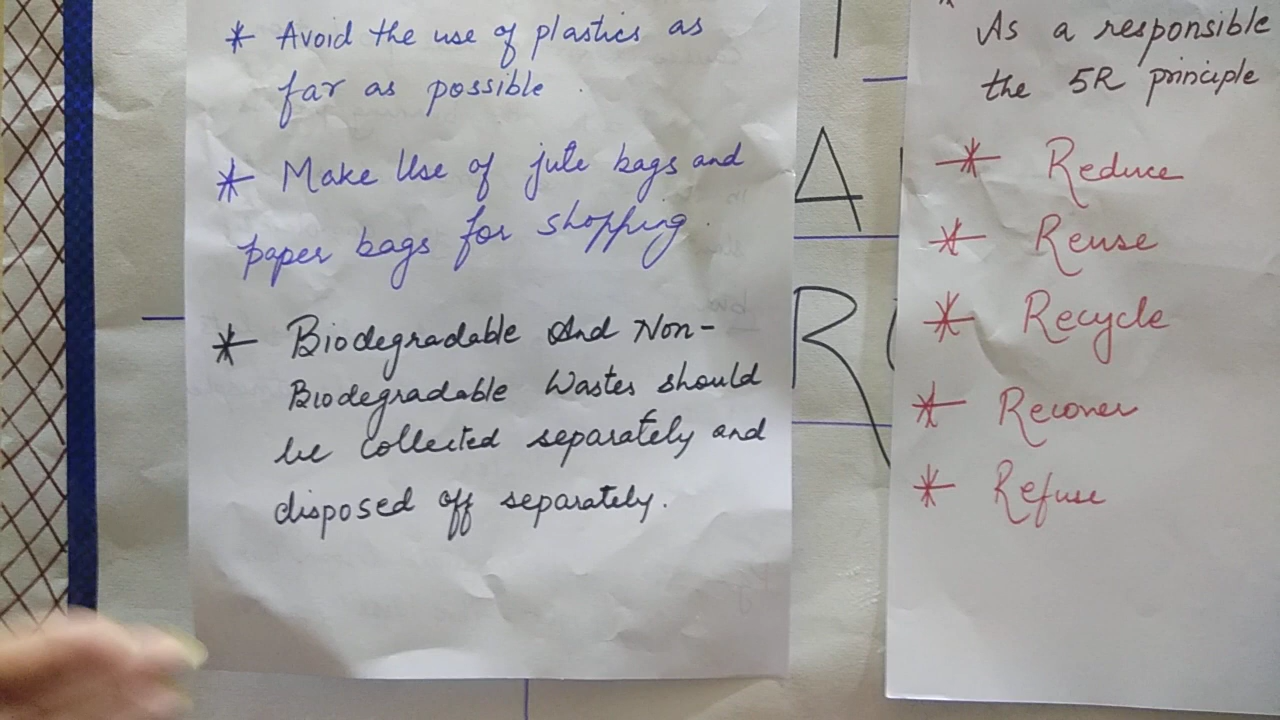 * Avoid the use of plastics as
far as possible
* Make Use of jute bags and
paper bags for shopping.
* Biodegradable And Non-
Biodegradable Wastes should
be collected separately and
disposed off separately.
A
R
As a responsible
the 5R principle
* Reduce
* Reuse
* Recycle
* Recover
* Refuse